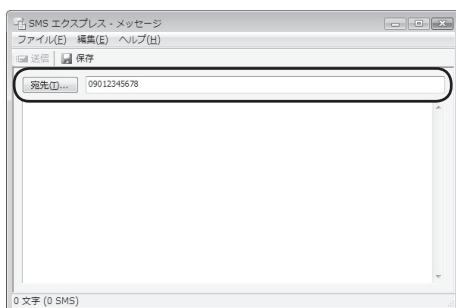 SMS エクスプレス - メッセージ
ファイル(F) 編集(E) ヘルプ(H)
送信 保存
宛先(T)... 09012345678
0 文字 (0 SMS)